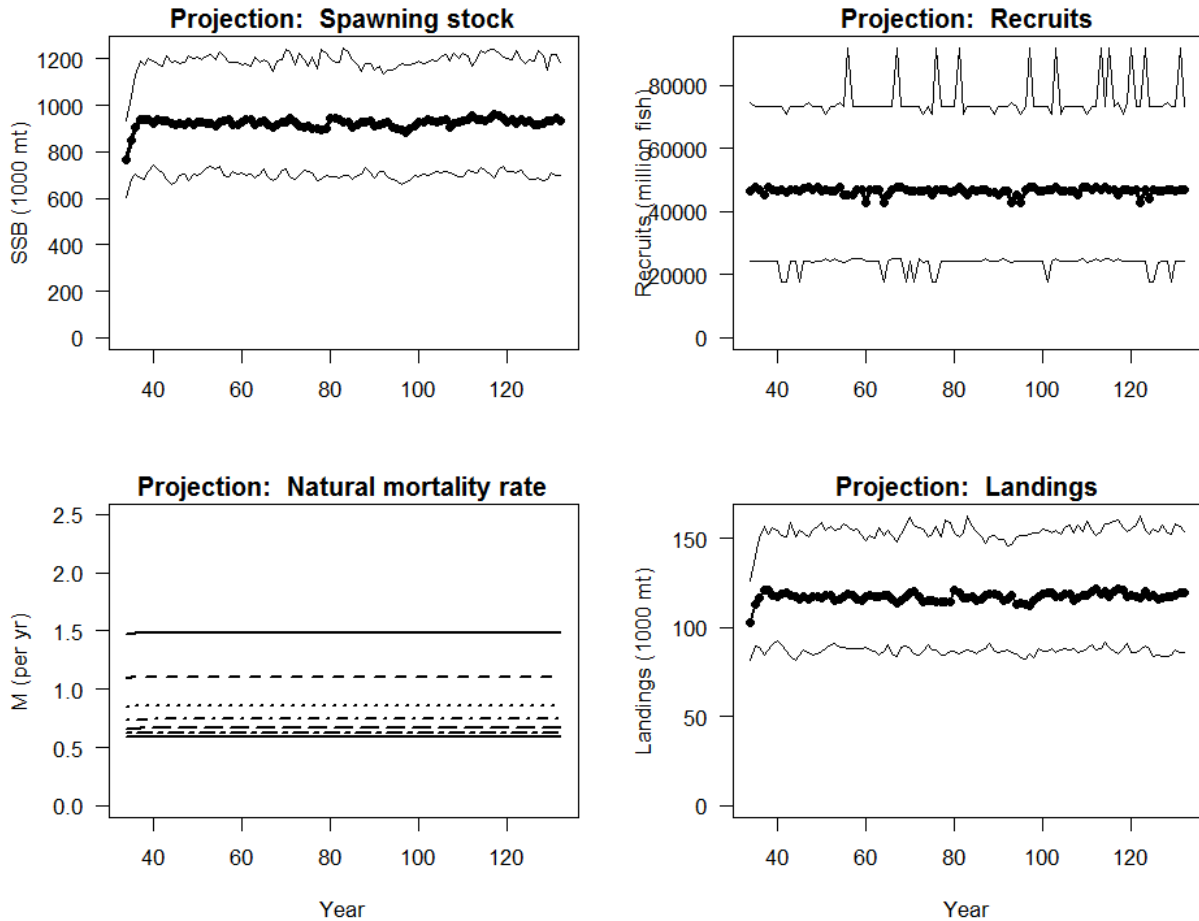 Projection:  Spawning stock
SSB (1000 mt)
1200
1000
800
600
400
200
0
40 60 80 100 120
Projection:  Recruits
Recruits (million fish)
80000
60000
40000
20000
0
40 60 80 100 120
Projection:  Natural mortality rate
M (per yr)
2.5
2.0
1.5
1.0
0.5
0.0
40 60 80 100 120
Year
Projection:  Landings
Landings (1000 mt)
150
100
50
0
40 60 80 100 120
Year